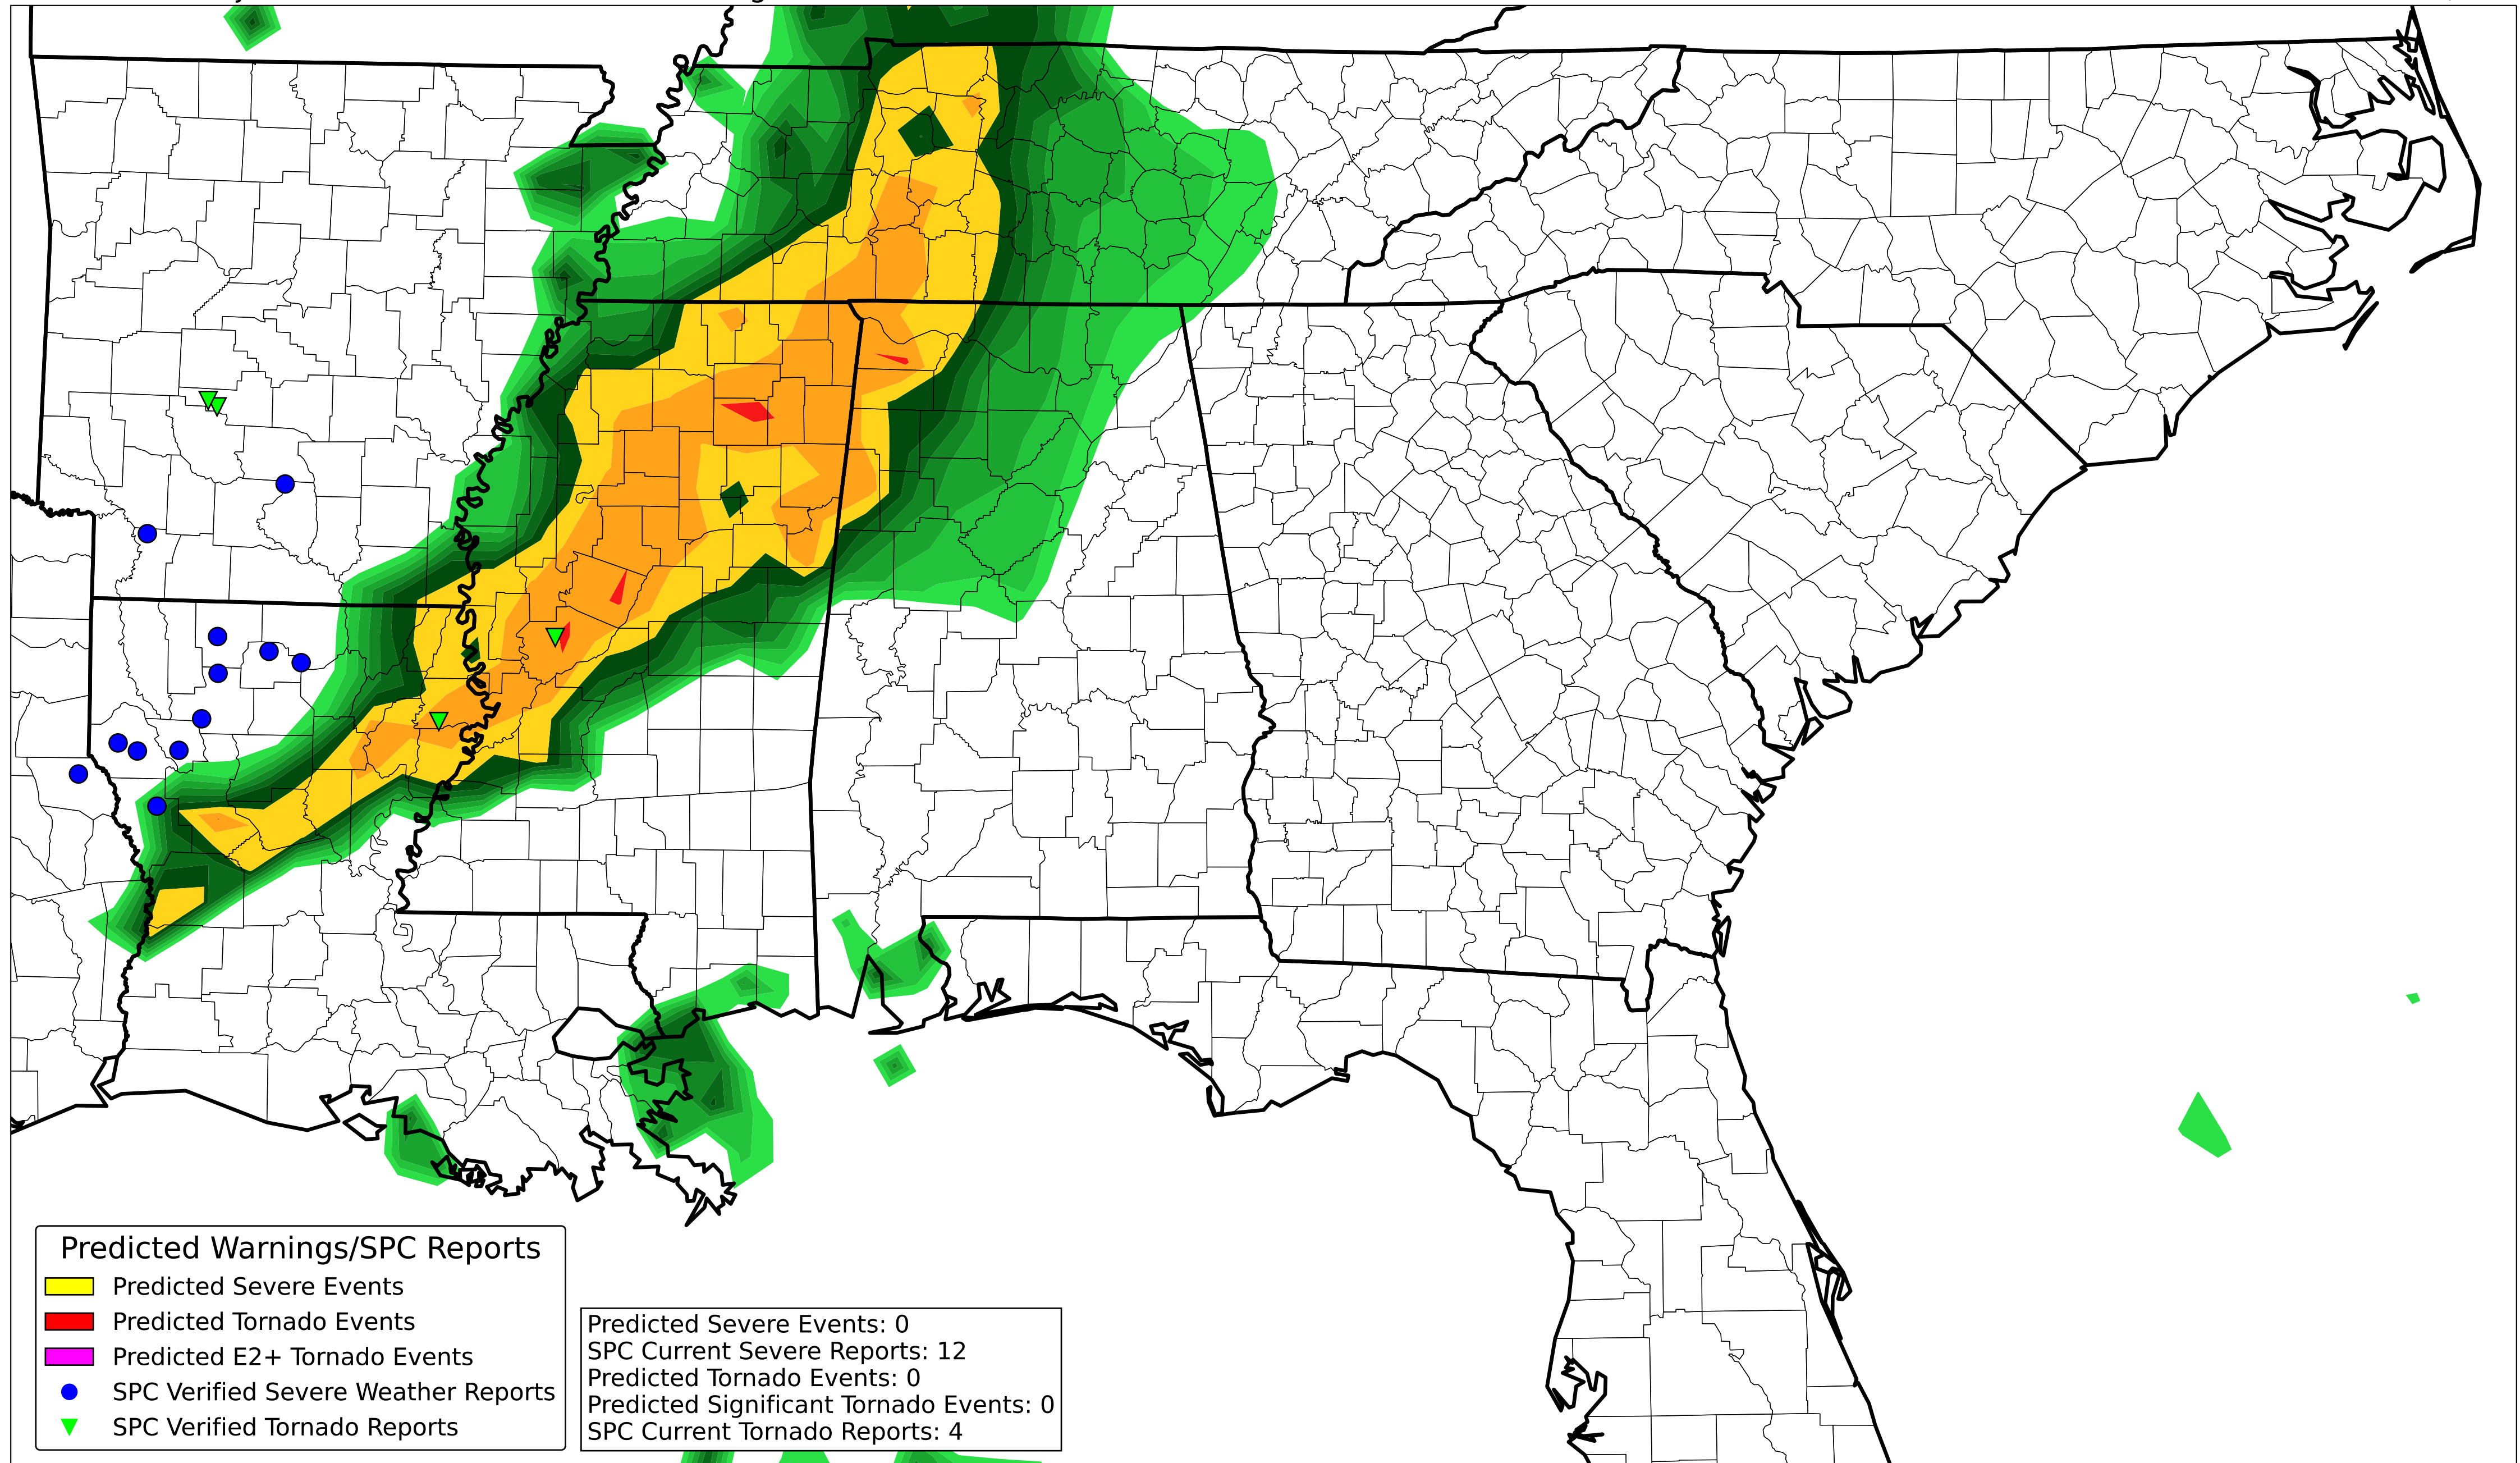 Predicted Warnings/SPC Reports
Predicted Severe Events
Predicted Tornado Events
Predicted E2+ Tornado Events
SPC Verified Severe Weather Reports
SPC Verified Tornado Reports
Predicted Severe Events: 0
SPC Current Severe Reports: 12
Predicted Tornado Events: 0
Predicted Significant Tornado Events: 0
SPC Current Tornado Reports: 4